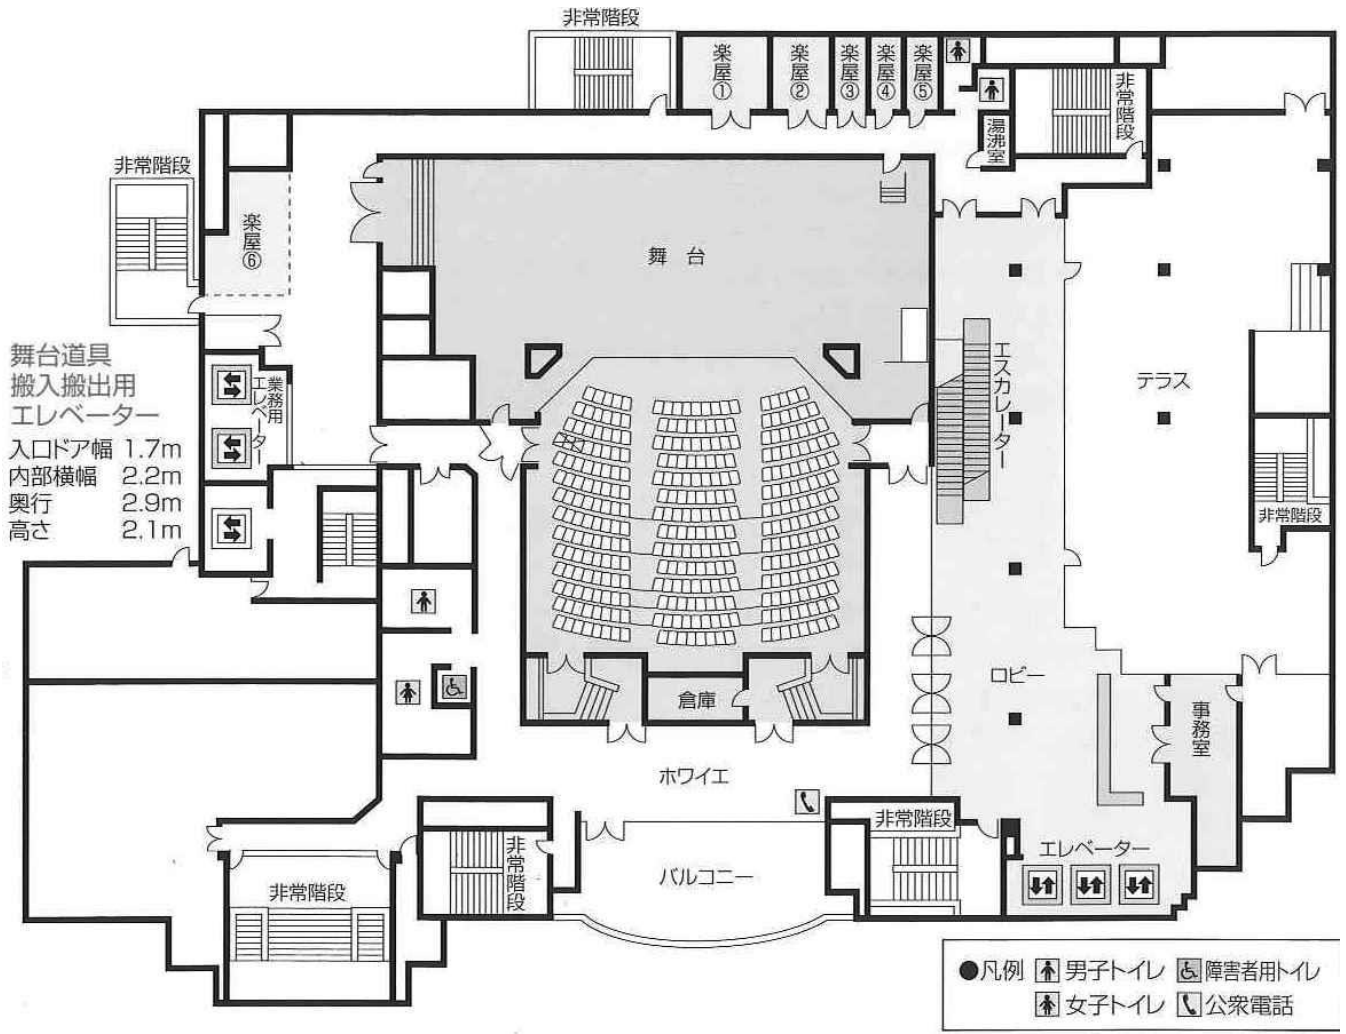 非常階段
楽屋①
楽屋②
楽屋③
楽屋④
楽屋⑤
非常階段
湯沸室
非常階段
楽屋⑥
舞台
舞台道具
搬入搬出用
エレベーター
入口ドア幅 1.7m
内部横幅 2.2m
奥行 2.9m
高さ 2.1m
業務用
エレベーター
エスカレーター
テラス
非常階段
ロビー
倉庫
事務室
ホワイエ
非常階段
エレベーター
バルコニー
非常階段
非常階段
●凡例 男子トイレ 障害者用トイレ
女子トイレ 公衆電話